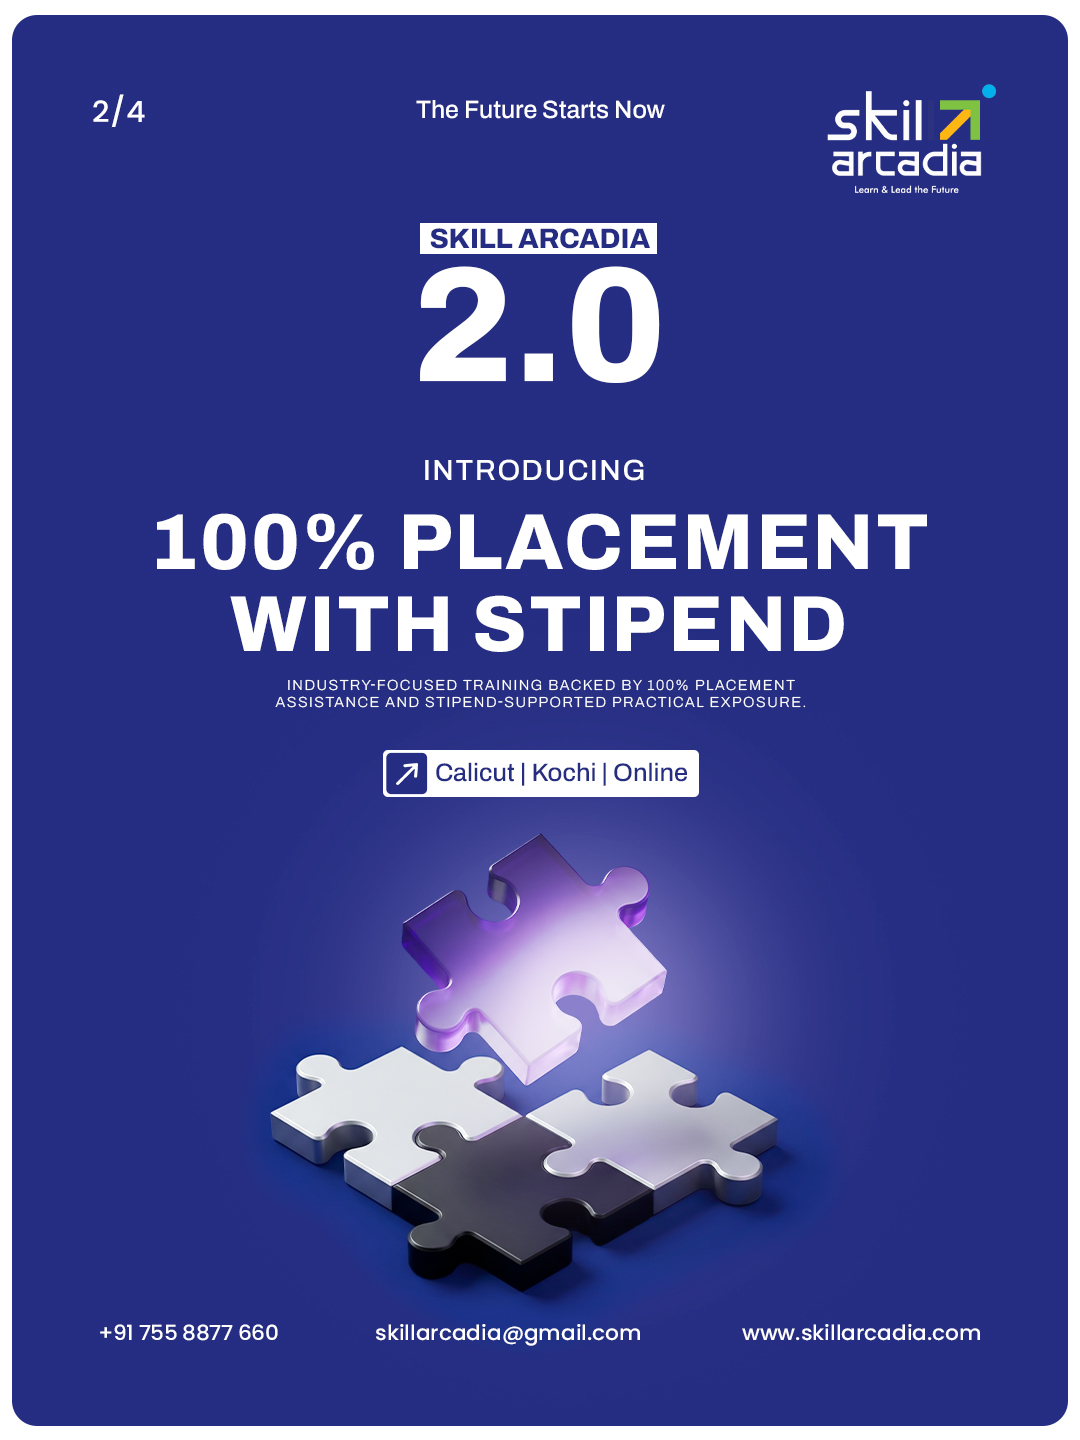 2/4
The Future Starts Now
skill
arcadia
Learn & Lead the Future
SKILL ARCADIA
2.0
INTRODUCING
100% PLACEMENT
WITH STIPEND
INDUSTRY-FOCUSED TRAINING BACKED BY 100% PLACEMENT
ASSISTANCE AND STIPEND-SUPPORTED PRACTICAL EXPOSURE.
Calicut | Kochi | Online
+91 755 8877 660
skillarcadia@gmail.com
www.skillarcadia.com